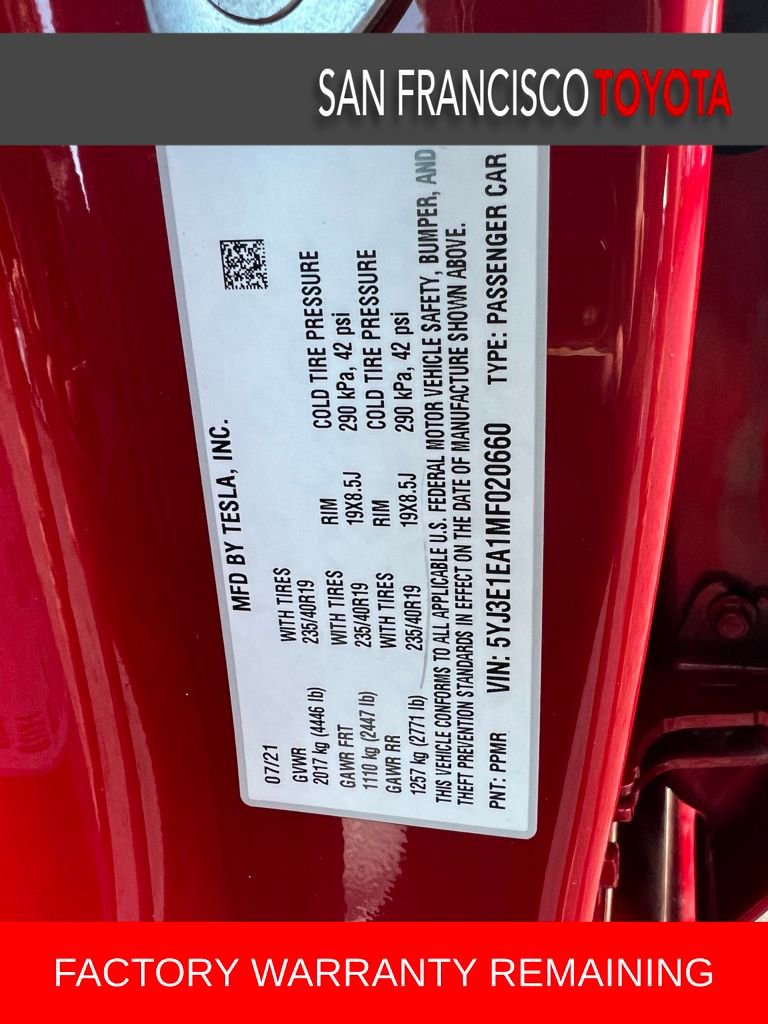 SAN FRANCISCO TOYOTA
MFD BY TESLA, INC.
07/21
GVWR WITH TIRES
2017 kg (4446 lb) 235/40R19 RIM COLD TIRE PRESSURE
GAWR FRT WITH TIRES 19X8.5J 290 kPa, 42 psi
1110 kg (2447 lb) 235/40R19 RIM COLD TIRE PRESSURE
GAWR RR WITH TIRES 19X8.5J 290 kPa, 42 psi
1257 kg (2771 lb) 235/40R19
THIS VEHICLE CONFORMS TO ALL APPLICABLE U.S. FEDERAL MOTOR VEHICLE SAFETY, BUMPER, AND
THEFT PREVENTION STANDARDS IN EFFECT ON THE DATE OF MANUFACTURE SHOWN ABOVE.
PNT: PPMR VIN: 5YJ3E1EA1MF020660 TYPE: PASSENGER CAR
FACTORY WARRANTY REMAINING